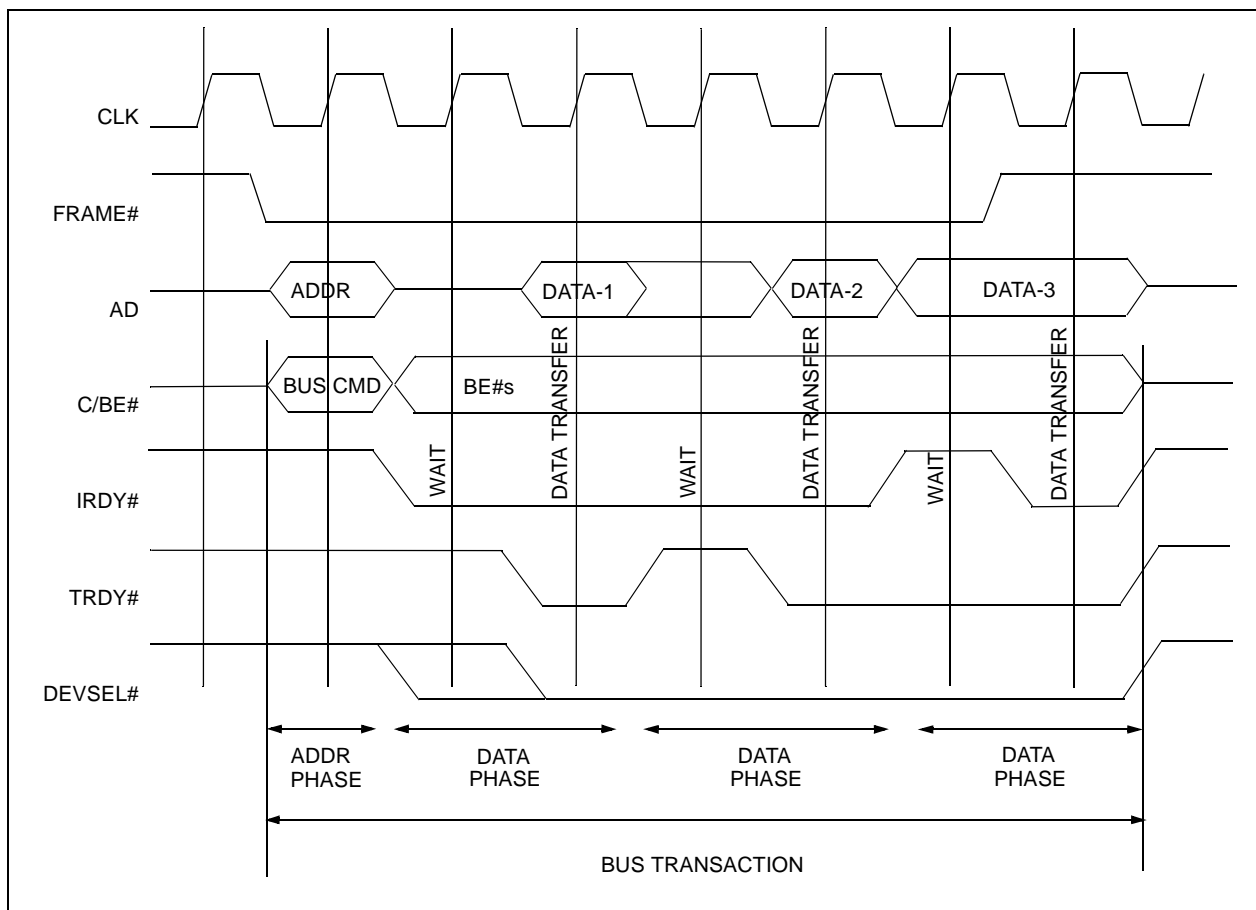 CLK
FRAME#
AD
ADDR
DATA-1
DATA-2
DATA-3
C/BE#
BUS CMD
BE#s
IRDY#
WAIT
DATA TRANSFER
WAIT
DATA TRANSFER
WAIT
DATA TRANSFER
TRDY#
DEVSEL#
ADDR
PHASE
DATA
PHASE
DATA
PHASE
DATA
PHASE
BUS TRANSACTION